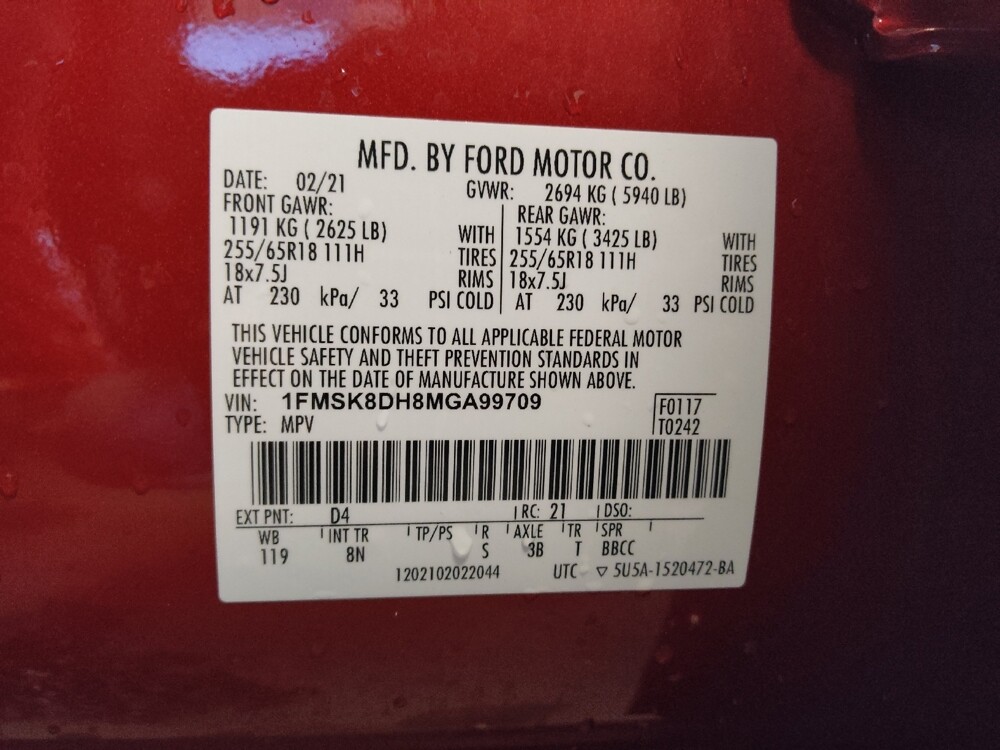 MFD. BY FORD MOTOR CO.
DATE: 02/21 GVWR: 2694 KG ( 5940 LB)
FRONT GAWR: REAR GAWR:
1191 KG ( 2625 LB) WITH 1554 KG ( 3425 LB) WITH
255/65R18 111H TIRES 255/65R18 111H TIRES
18x7.5J RIMS 18x7.5J RIMS
AT 230 kPa/ 33 PSI COLD AT 230 kPa/ 33 PSI COLD
THIS VEHICLE CONFORMS TO ALL APPLICABLE FEDERAL MOTOR
VEHICLE SAFETY AND THEFT PREVENTION STANDARDS IN
EFFECT ON THE DATE OF MANUFACTURE SHOWN ABOVE.
VIN: 1FMSK8DH8MGA99709 F0117
TYPE: MPV T0242
EXT PNT: D4 RC: 21 DSO:
WB INT TR TP/PS R AXLE TR SPR
119 8N S 3B T BBCC
1202102022044 UTC ▽ 5U5A-1520472-BA